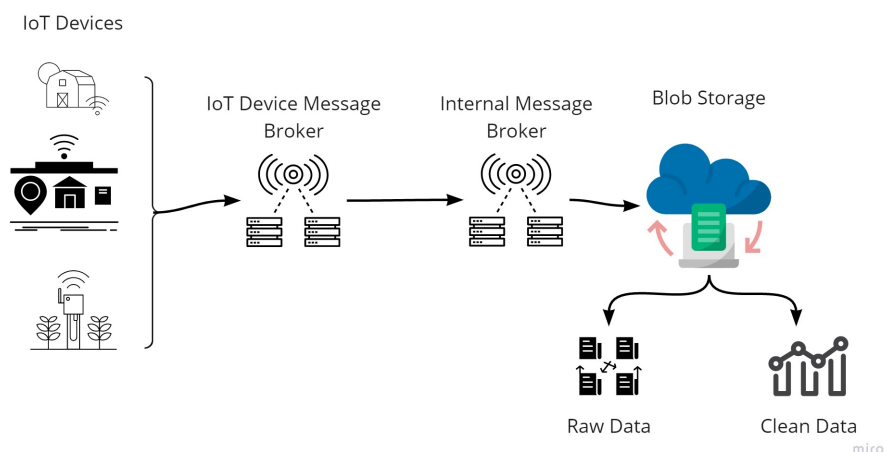 IoT Devices
IoT Device Message
Broker
Internal Message
Broker
Blob Storage
Raw Data
Clean Data
miro